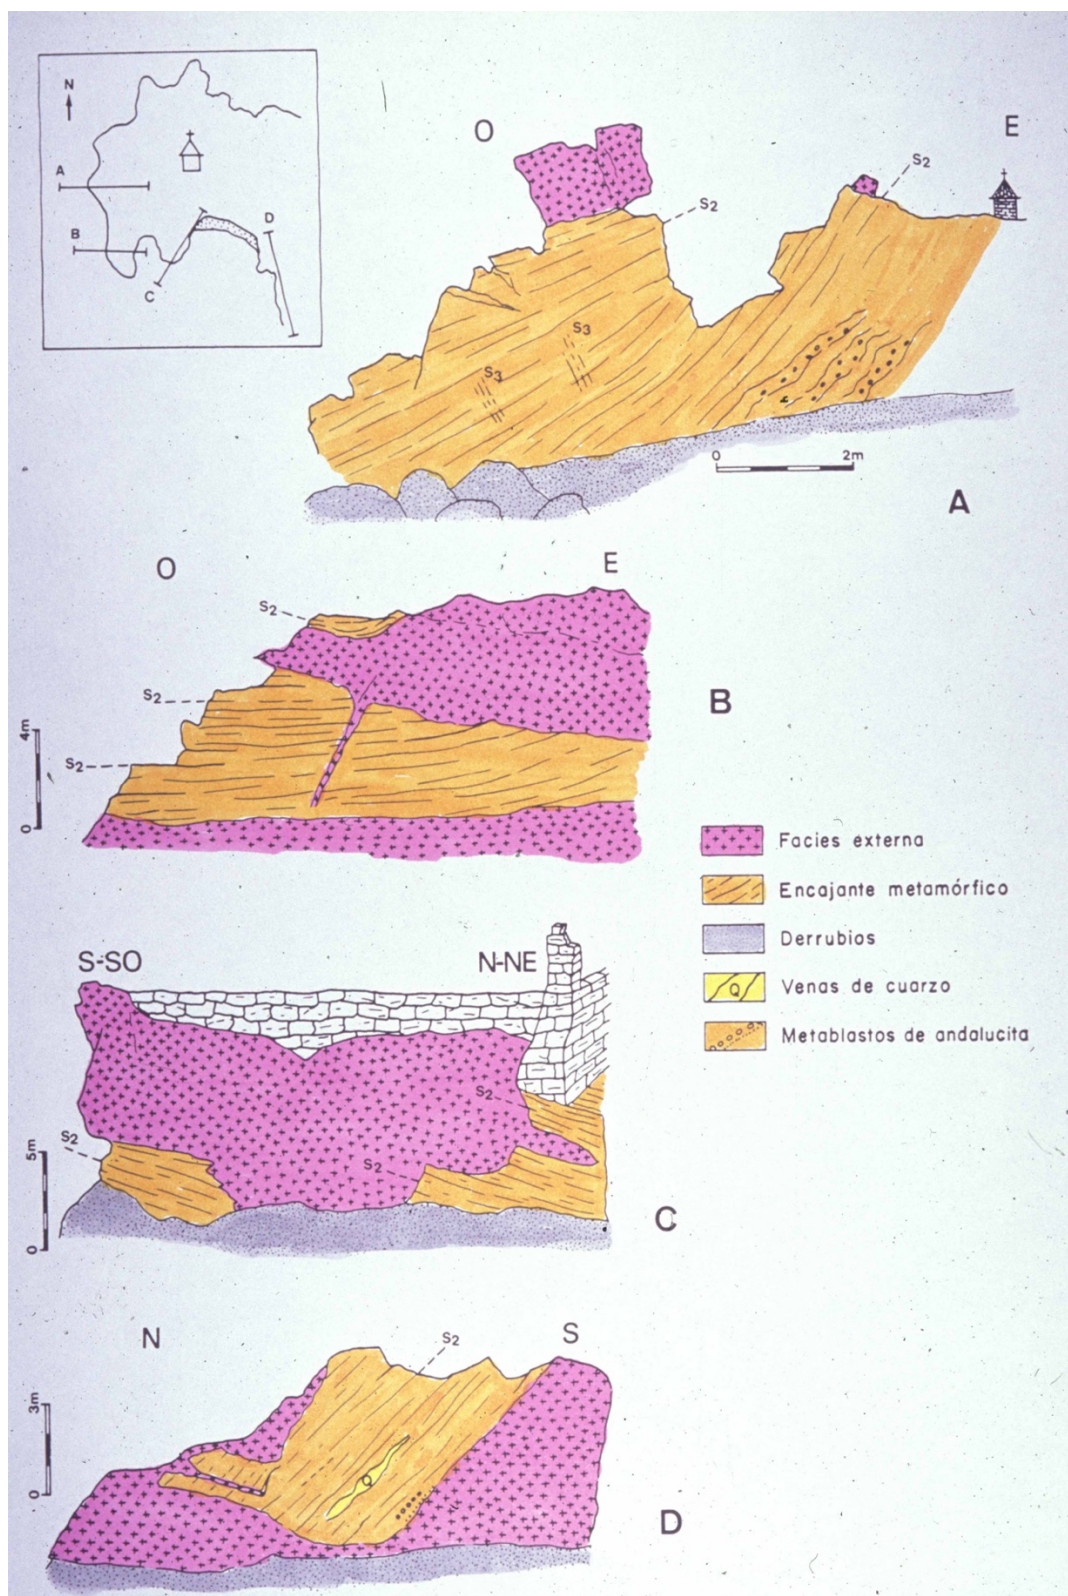 N
A
B
C
D
O
E
S₂
S₂
S₃
S₃
0 2m
A
O
E
S₂
S₂
S₂
4m
0
B
Facies externa
Encajante metamórfico
Derrubios
Q Venas de cuarzo
Metablastos de andalucita
S-SO
N-NE
S₂
S₂
S₂
5m
0
C
N
S
S₂
3m
0
Q
D